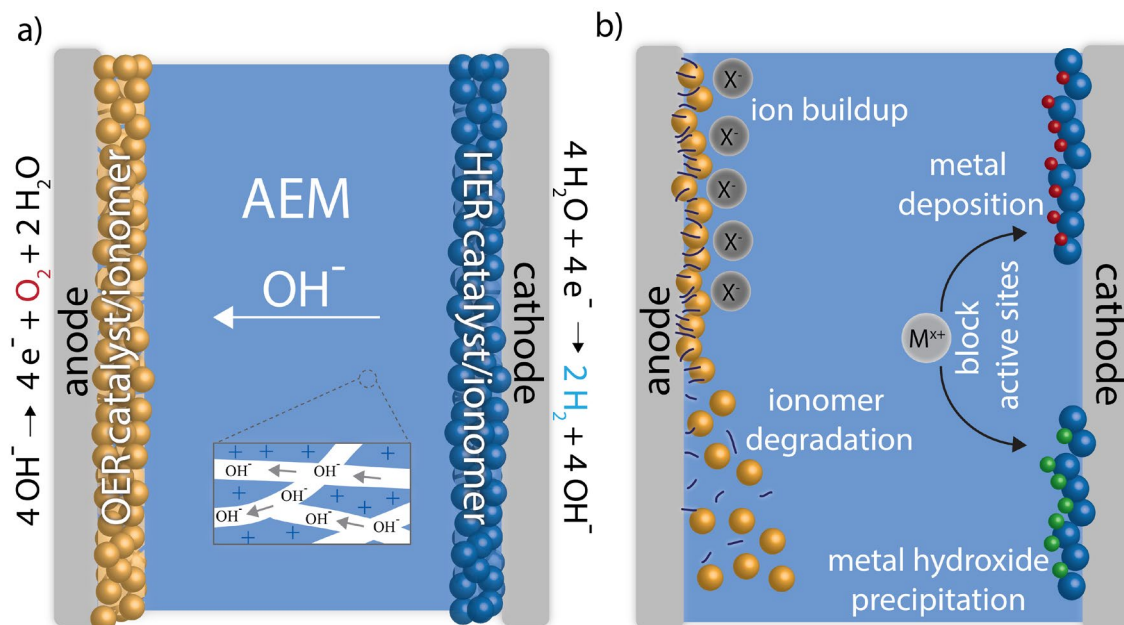 a)
4 OH⁻ → 4 e⁻ + O₂ + 2 H₂O
anode
OER catalyst/ionomer
AEM
OH⁻
+ + + + +
OH⁻ OH⁻
+ + + +
OH⁻
OH⁻ OH⁻ OH⁻
+ + +
HER catalyst/ionomer
cathode
4 H₂O + 4 e⁻ → 2 H₂ + 4 OH⁻
b)
anode
X⁻
X⁻
X⁻
X⁻
X⁻
ion buildup
ionomer
degradation
metal
deposition
Mˣ⁺
block
active sites
metal hydroxide
precipitation
cathode